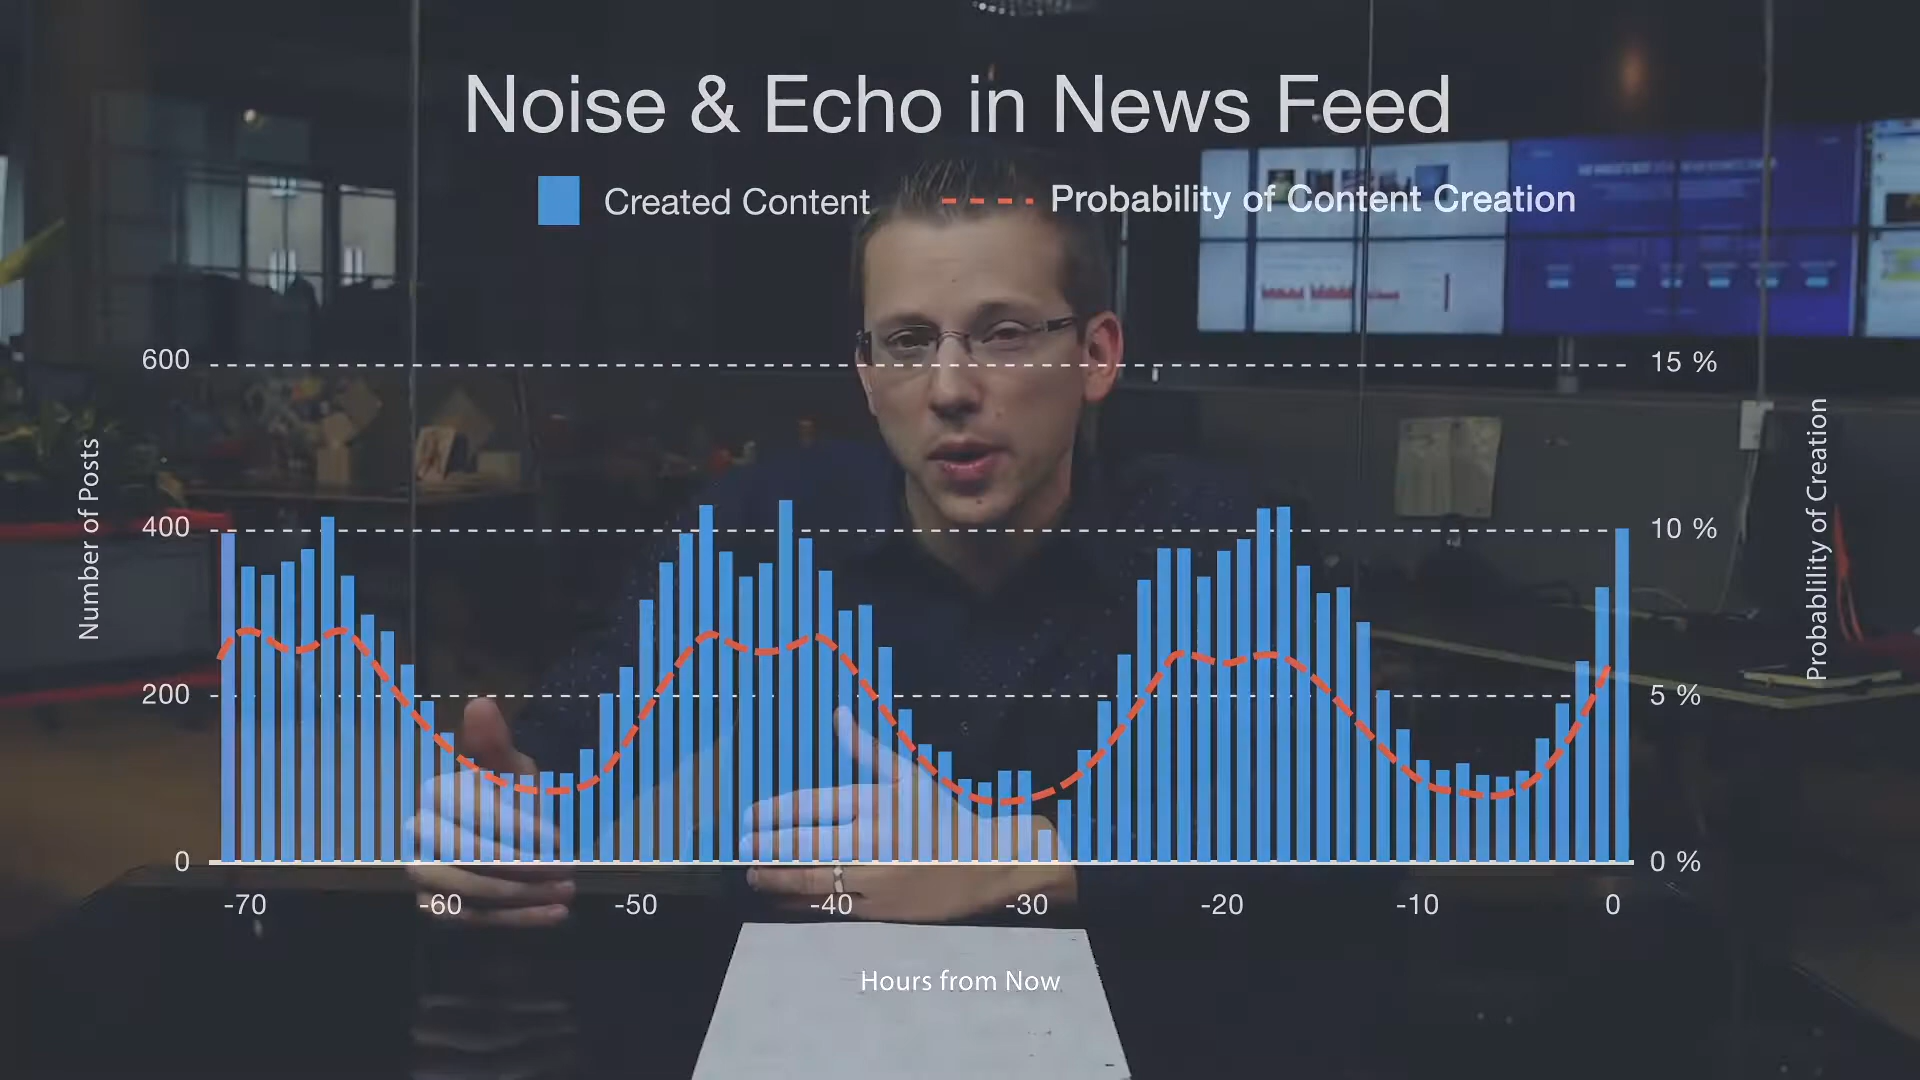 Noise & Echo in News Feed
Created Content
Probability of Content Creation
600
15 %
400
10 %
200
5 %
0
0 %
Number of Posts
Probability of Creation
-70 -60 -50 -40 -30 -20 -10 0
Hours from Now